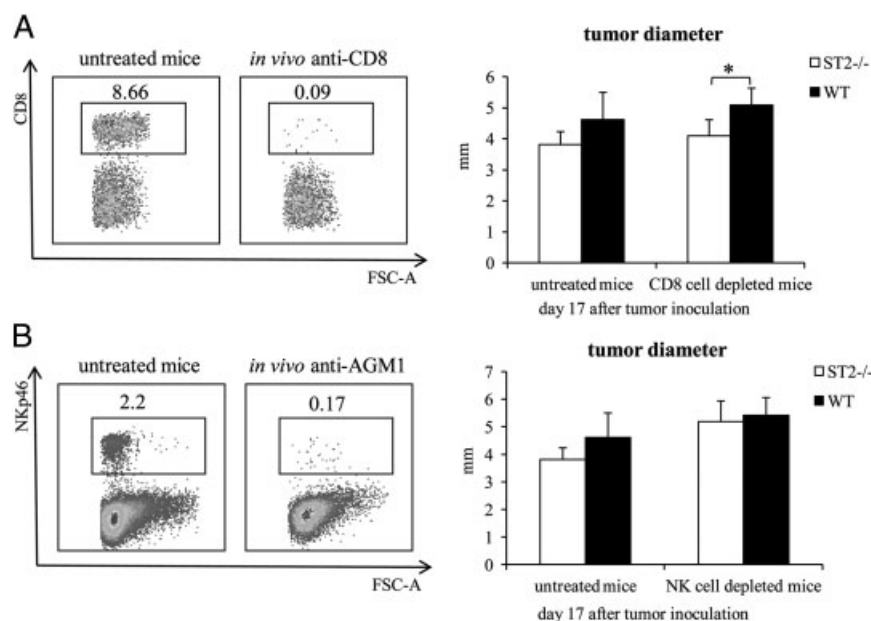 A
untreated mice
in vivo anti-CD8
8.66
0.09
CD8
FSC-A
tumor diameter
ST2-/-
WT
*
6
5
4
3
2
1
0
mm
untreated mice
CD8 cell depleted mice
day 17 after tumor inoculation
B
untreated mice
in vivo anti-AGM1
2.2
0.17
NKp46
FSC-A
tumor diameter
ST2-/-
WT
7
6
5
4
3
2
1
0
mm
untreated mice
NK cell depleted mice
day 17 after tumor inoculation